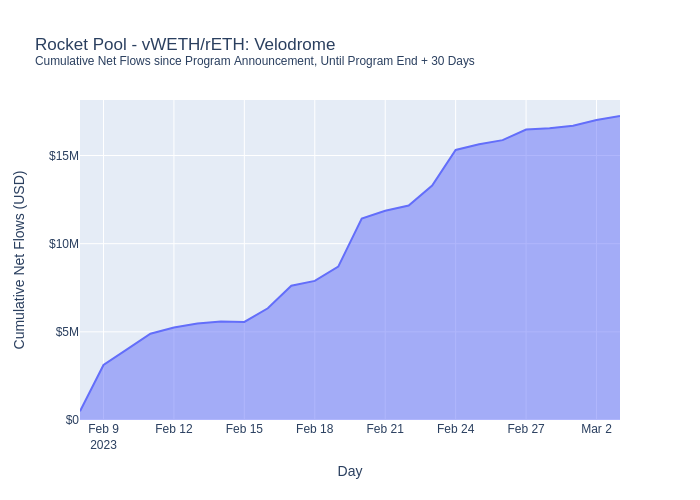 Rocket Pool - vWETH/rETH: Velodrome
Cumulative Net Flows since Program Announcement, Until Program End + 30 Days
Cumulative Net Flows (USD)
$15M
$10M
$5M
$0
Feb 9 Feb 12 Feb 15 Feb 18 Feb 21 Feb 24 Feb 27 Mar 2
2023
Day